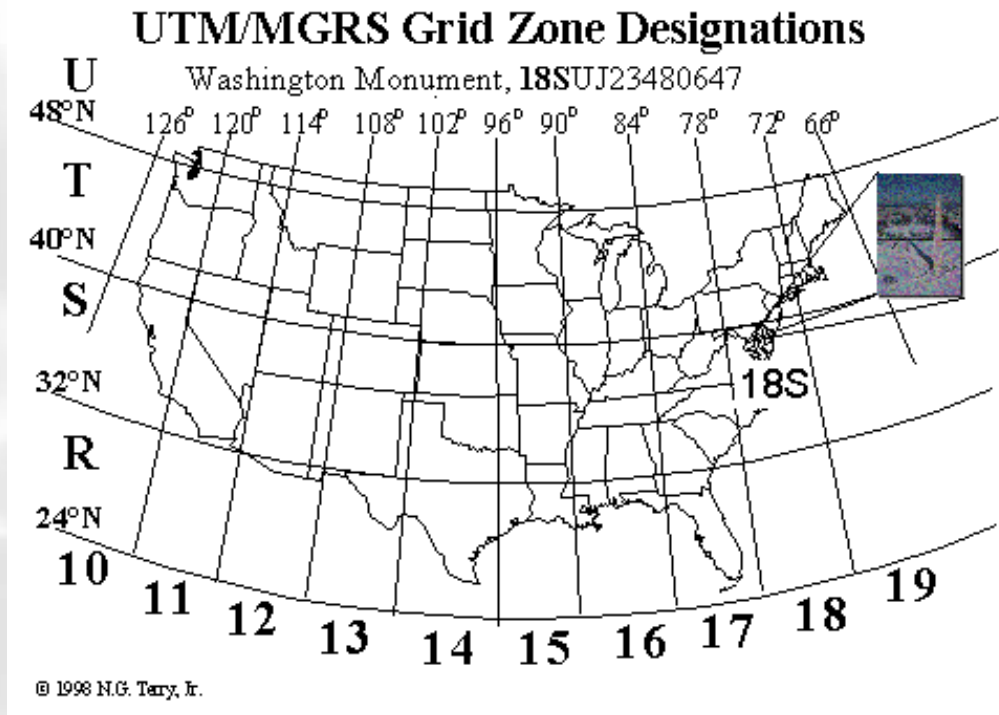 UTM/MGRS Grid Zone Designations
U
Washington Monument, 18SUJ23480647
48°N
126° 120° 114° 108° 102° 96° 90° 84° 78° 72° 66°
T
40°N
S
32°N
18S
R
24°N
10 11 12 13 14 15 16 17 18 19
© 1998 N.G. Terry, Jr.